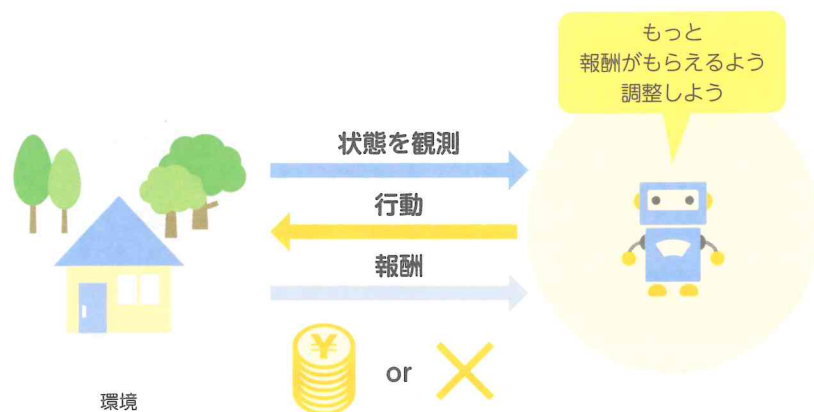 もっと
報酬がもらえるよう
調整しよう
状態を観測
行動
報酬
¥
or
環境